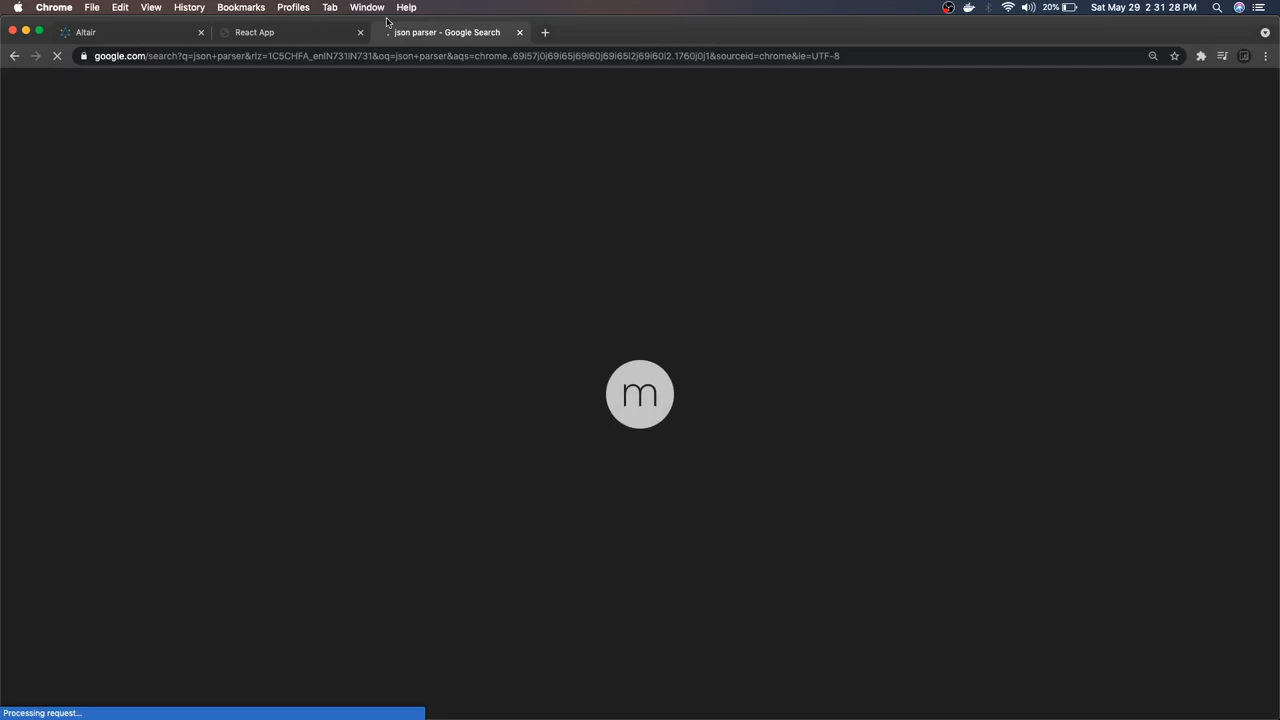 Chrome File Edit View History Bookmarks Profiles Tab Window Help 20% Sat May 29 2 31 28 PM
Altair React App json parser - Google Search
google.com/search?q=json+parser&rlz=1C5CHFA_enIN731IN731&oq=json+parser&aqs=chrome..69i57j0j69i65j69i60j69i65l2j69i60l2.1760j0j1&sourceid=chrome&ie=UTF-8
m
Processing request...